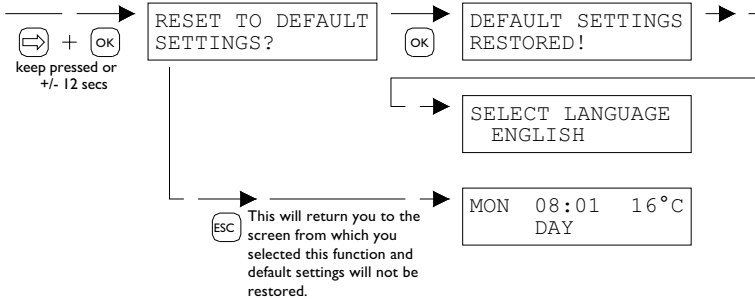 RESET TO DEFAULT
SETTINGS?
DEFAULT SETTINGS
RESTORED!
+
OK
OK
keep pressed or
+/- 12 secs
SELECT LANGUAGE
ENGLISH
ESC
This will return you to the
screen from which you
selected this function and
default settings will not be
restored.
MON 08:01 16°C
DAY